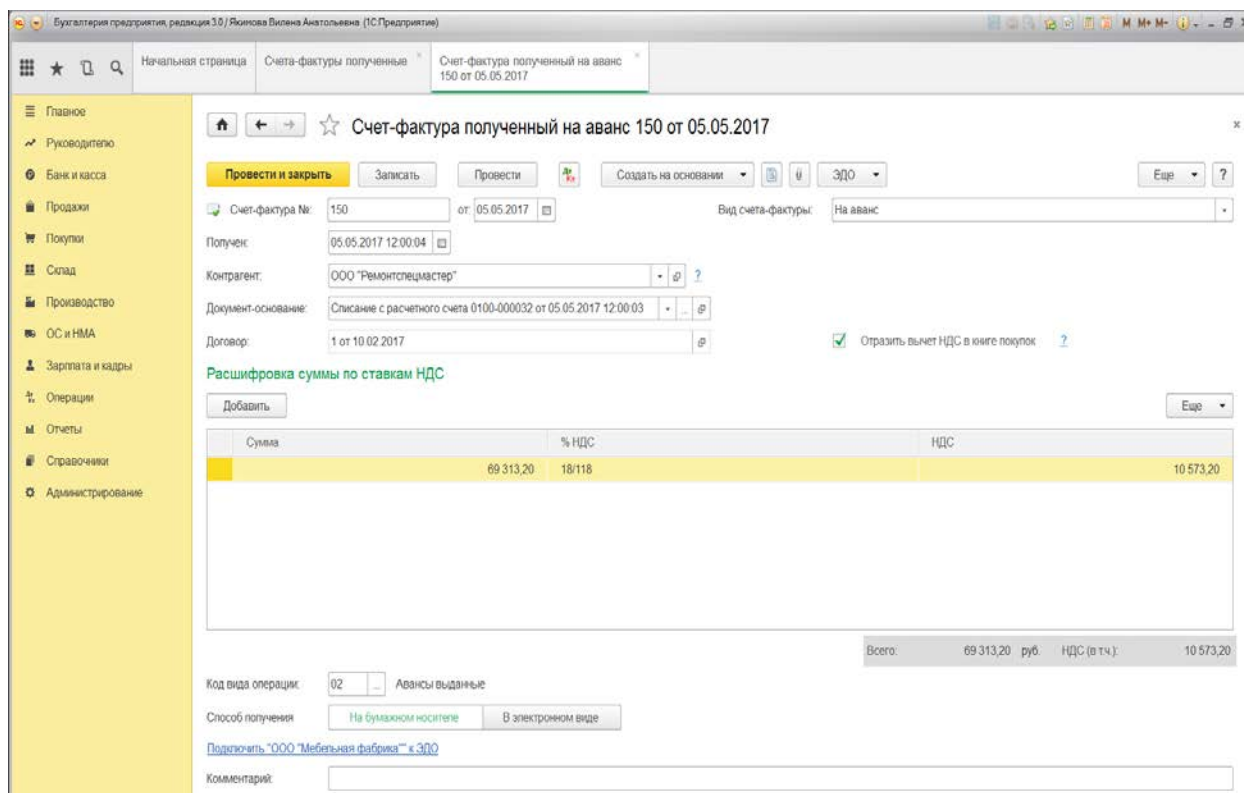 Бухгалтерия предприятия, редакция 3.0 / Якимова Вилена Анатольевна (1С:Предприятие)
M M+ M-
Начальная страница
Счета-фактуры полученные
Счет-фактура полученный на аванс
150 от 05.05.2017
Главное
Руководителю
Банк и касса
Продажи
Покупки
Склад
Производство
ОС и НМА
Зарплата и кадры
Операции
Отчеты
Справочники
Администрирование
Счет-фактура полученный на аванс 150 от 05.05.2017
Провести и закрыть Записать Провести Создать на основании ЭДО Еще ?
Счет-фактура №: 150 от: 05.05.2017 Вид счета-фактуры: На аванс
Получен: 05.05.2017 12:00:04
Контрагент: ООО "Ремонтспецмастер" ?
Документ-основание: Списание с расчетного счета 0100-000032 от 05.05.2017 12:00:03 ...
Договор: 1 от 10.02.2017 Отразить вычет НДС в книге покупок ?
Расшифровка суммы по ставкам НДС
Добавить Еще
Сумма % НДС НДС
69 313,20 18/118 10 573,20
Всего: 69 313,20 руб. НДС (в т.ч.): 10 573,20
Код вида операции: 02 ... Авансы выданные
Способ получения На бумажном носителе В электронном виде
Подключить "ООО "Мебельная фабрика"" к ЭДО
Комментарий: